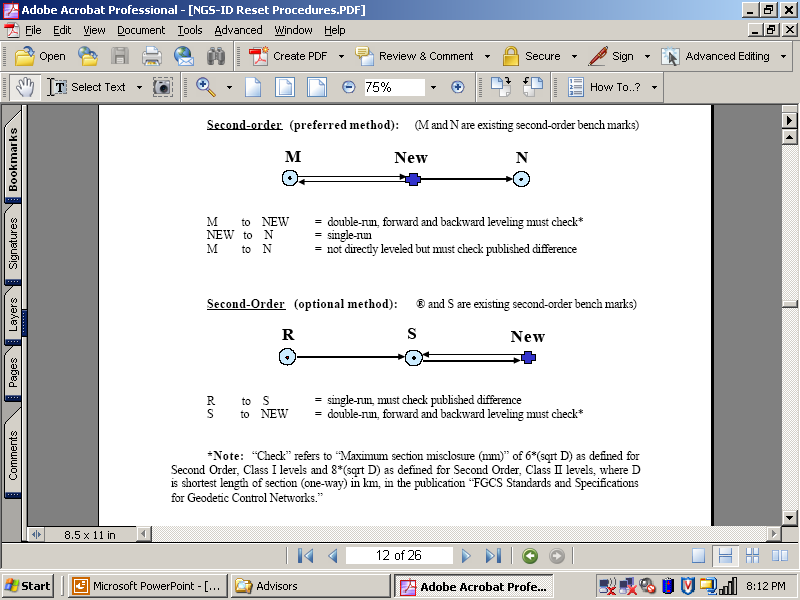 Adobe Acrobat Professional - [NGS-ID Reset Procedures.PDF]
File Edit View Document Tools Advanced Window Help
Open Create PDF Review & Comment Secure Sign Advanced Editing
Select Text 75% How To..?
Bookmarks
Signatures
Layers
Pages
Comments
Second-order (preferred method): (M and N are existing second-order bench marks)
M New N
M to NEW = double-run, forward and backward leveling must check*
NEW to N = single-run
M to N = not directly leveled but must check published difference
Second-Order (optional method): ® and S are existing second-order bench marks)
R S New
R to S = single-run, must check published difference
S to NEW = double-run, forward and backward leveling must check*
*Note: “Check” refers to “Maximum section misclosure (mm)” of 6*(sqrt D) as defined for
Second Order, Class I levels and 8*(sqrt D) as defined for Second Order, Class II levels, where D
is shortest length of section (one-way) in km, in the publication “FGCS Standards and Specifications
for Geodetic Control Networks.”
8.5 x 11 in
12 of 26
Start Microsoft PowerPoint - [... Advisors Adobe Acrobat Profe... 8:12 PM